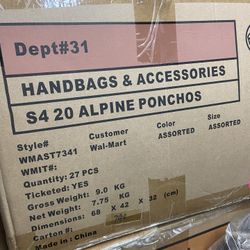 Dept#31
HANDBAGS & ACCESSORIES
S4 20 ALPINE PONCHOS
Style# Customer Color Size
WMAST7341 Wal-Mart ASSORTED ASSORTED
WMIT#:
Quantity: 27 PCS
Ticketed: YES
Gross Weight: 9.0 KG
Net Weight: 7.75 KG
Dimensions: 68 X 42 X 32 (cm)
Carton #:
Made in : China